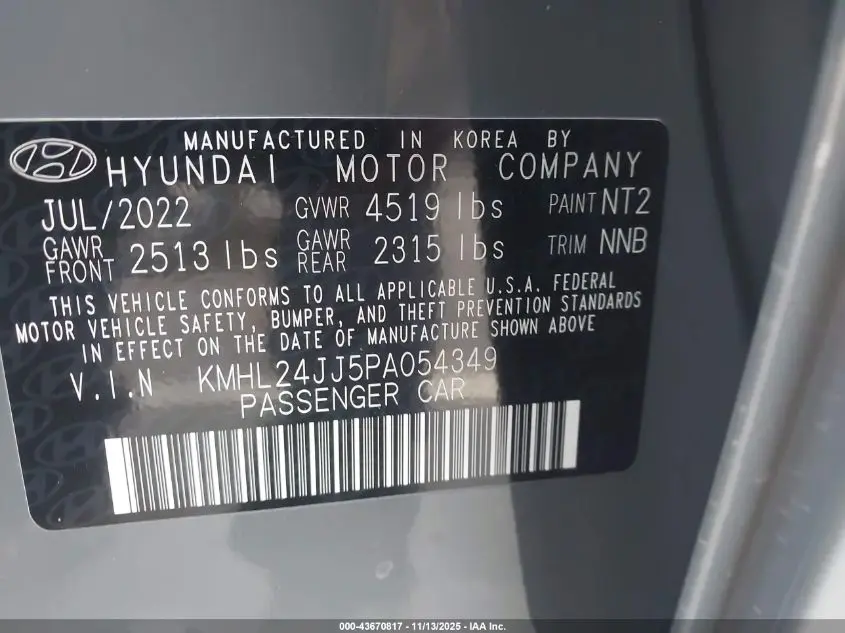 MANUFACTURED IN KOREA BY
HYUNDAI MOTOR COMPANY
JUL/2022 GVWR 4519 lbs PAINT NT2
GAWR FRONT 2513 lbs GAWR REAR 2315 lbs TRIM NNB
THIS VEHICLE CONFORMS TO ALL APPLICABLE U.S.A. FEDERAL
MOTOR VEHICLE SAFETY, BUMPER, AND THEFT PREVENTION STANDARDS
IN EFFECT ON THE DATE OF MANUFACTURE SHOWN ABOVE
V.I.N KMHL24JJ5PA054349
PASSENGER CAR
000-43670817 - 11/13/2025 - IAA Inc.